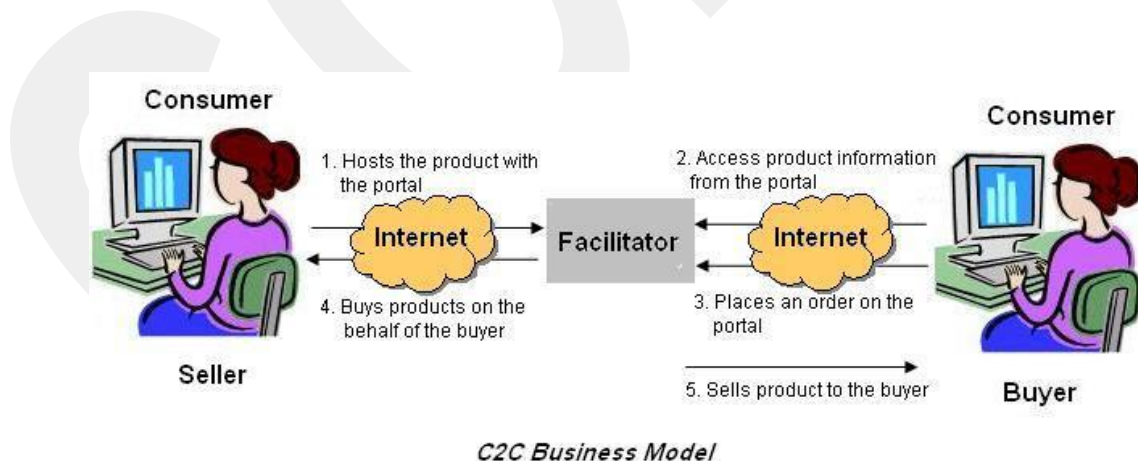 Consumer
Consumer
1. Hosts the product with
the portal
2. Access product information
from the portal
Internet
Facilitator
Internet
4. Buys products on the
behalf of the buyer
3. Places an order on the
portal
Seller
5. Sells product to the buyer
Buyer
C2C Business Model